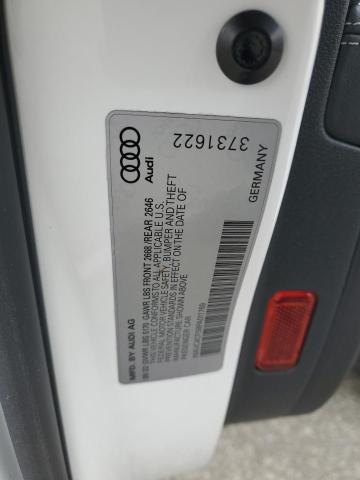 Audi
3731622
GERMANY
MFD BY AUDI AG
GVWR LBS 5170 GAWR LBS FRONT 2668/REAR 2646
THIS VEHICLE CONFORMS TO ALL APPLICABLE U.S.
FEDERAL MOTOR VEHICLE SAFETY, BUMPER AND THEFT
PREVENTION STANDARDS IN EFFECT ON THE DATE OF
MANUFACTURE SHOWN ABOVE
PASSENGER CAR